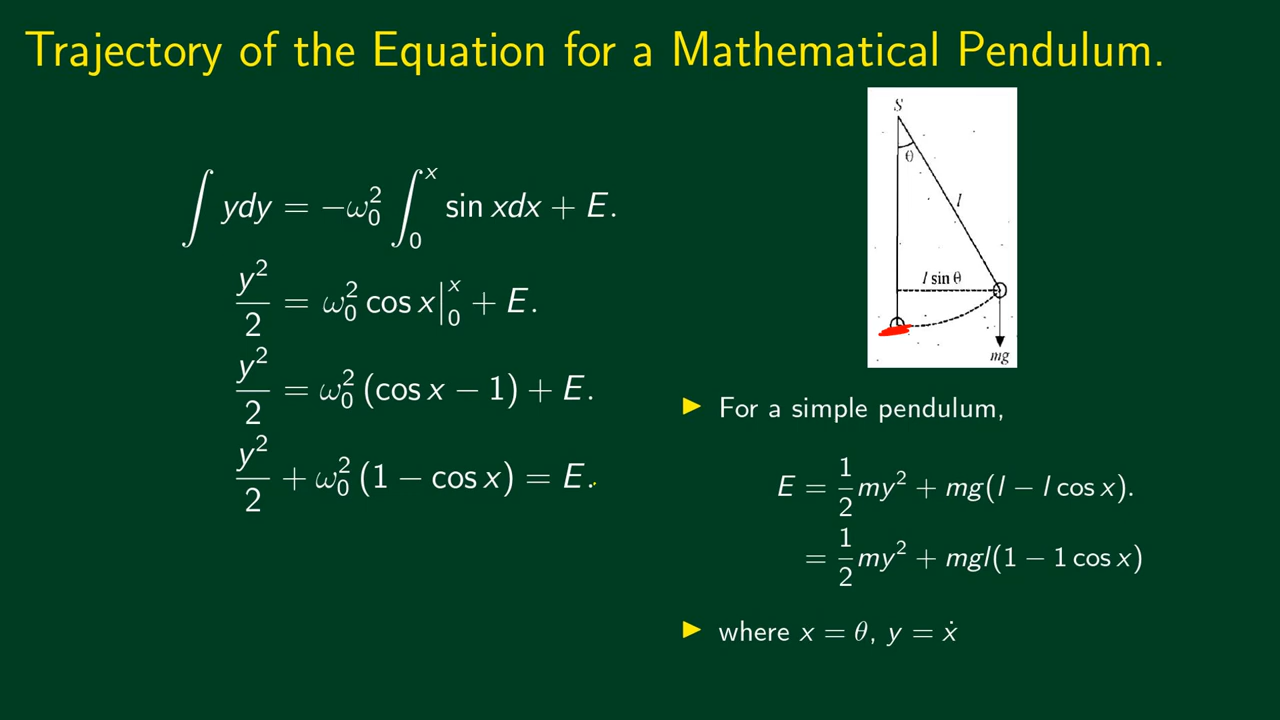 Trajectory of the Equation for a Mathematical Pendulum.
∫ ydy = −ω₀² ∫₀ˣ sin xdx + E.
y²/2 = ω₀² cos x|₀ˣ + E.
y²/2 = ω₀² (cos x − 1) + E.
y²/2 + ω₀² (1 − cos x) = E.
S
θ
l
l sin θ
mg
▶ For a simple pendulum,
E = 1/2 my² + mg(l − l cos x).
= 1/2 my² + mgl(1 − 1 cos x)
▶ where x = θ, y = ẋ